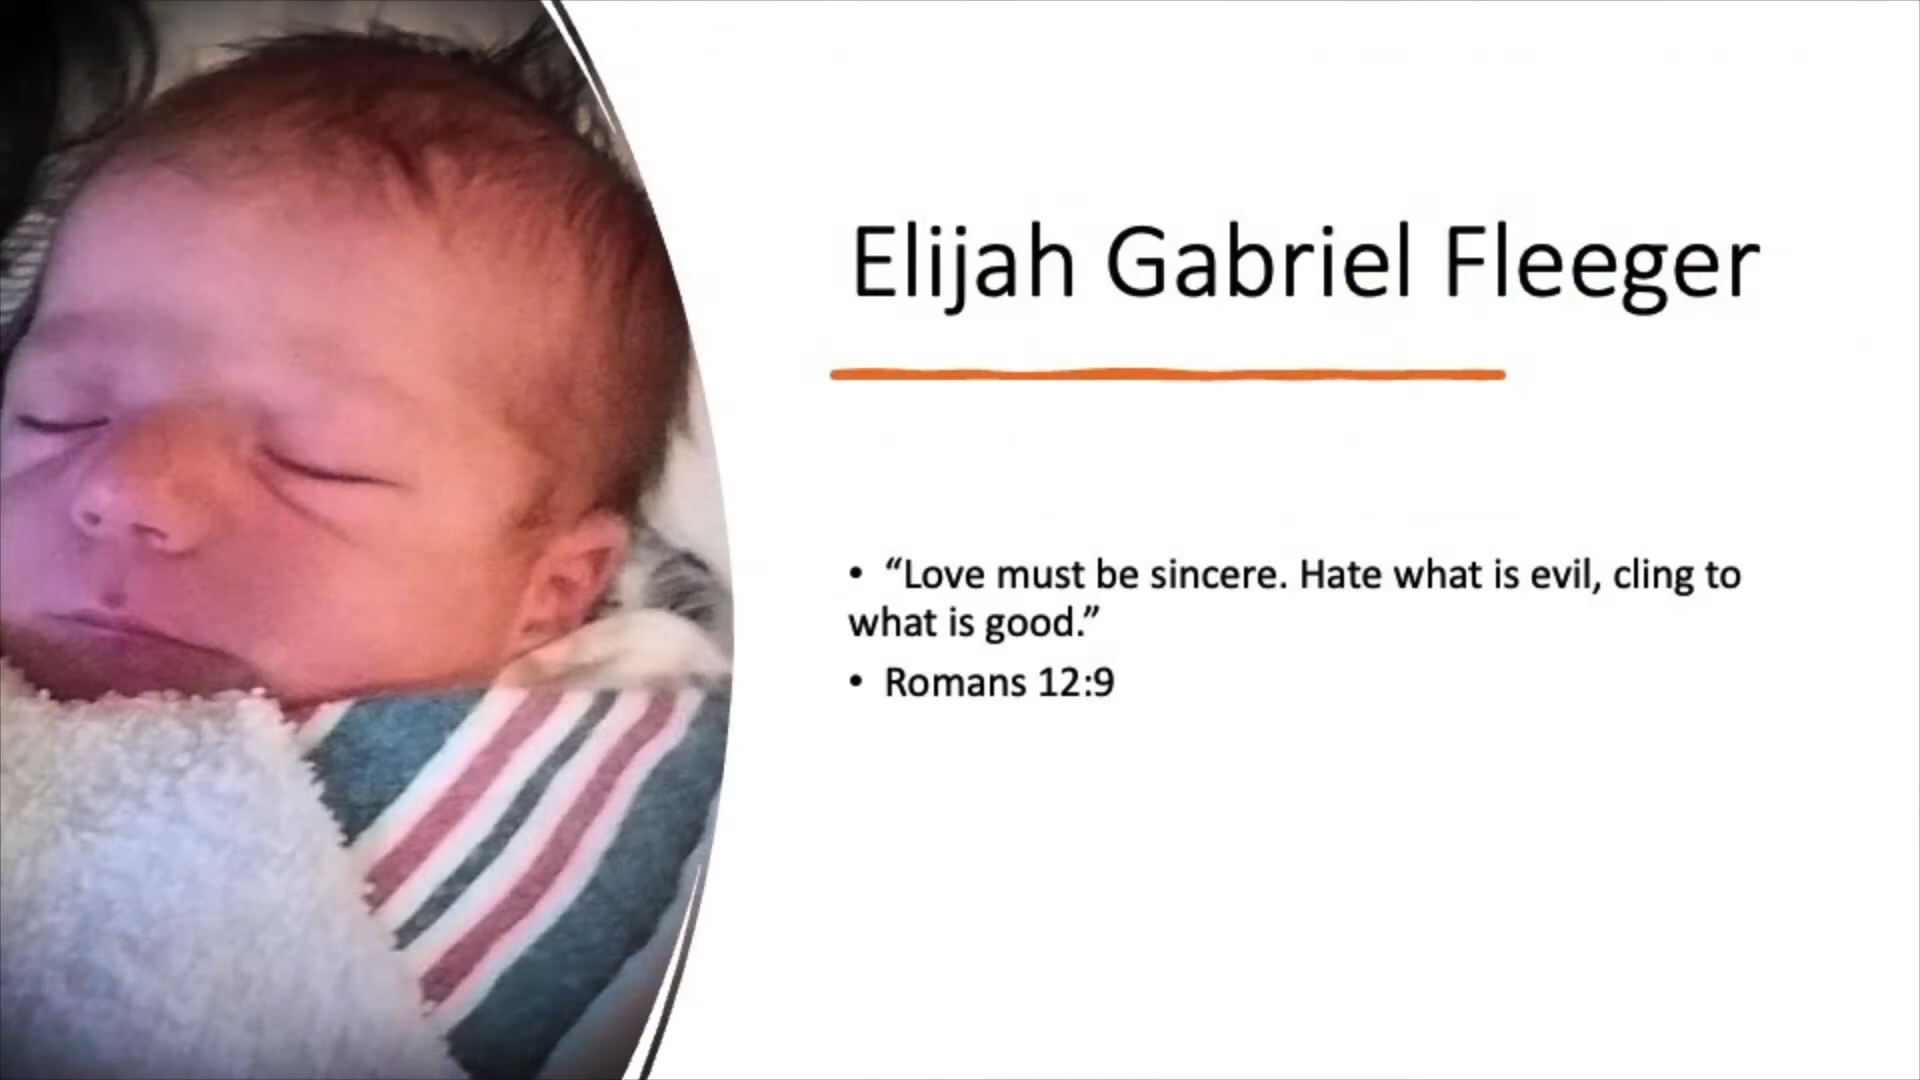 Elijah Gabriel Fleeger
• “Love must be sincere. Hate what is evil, cling to
what is good.”
• Romans 12:9